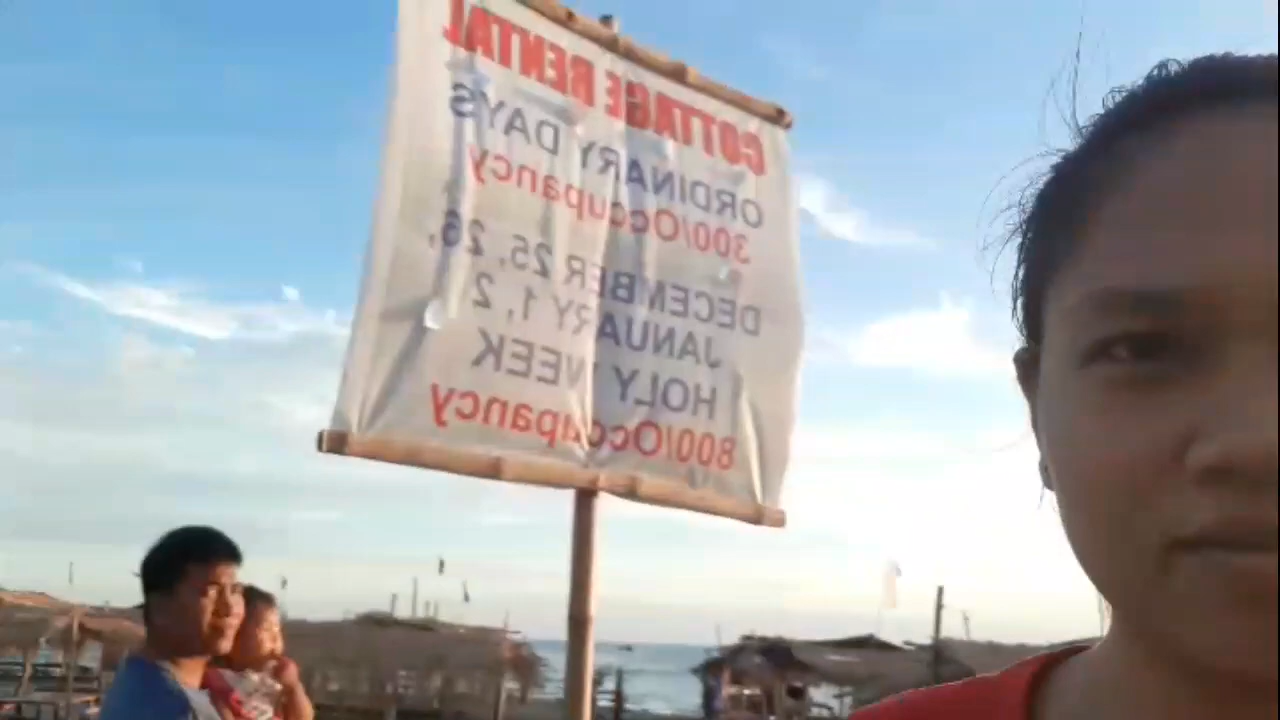 COTTAGE RENTAL
ORDINARY DAYS
300/Occupancy
DECEMBER 25, 26,
JANUARY 1, 2
HOLY WEEK
800/Occupancy